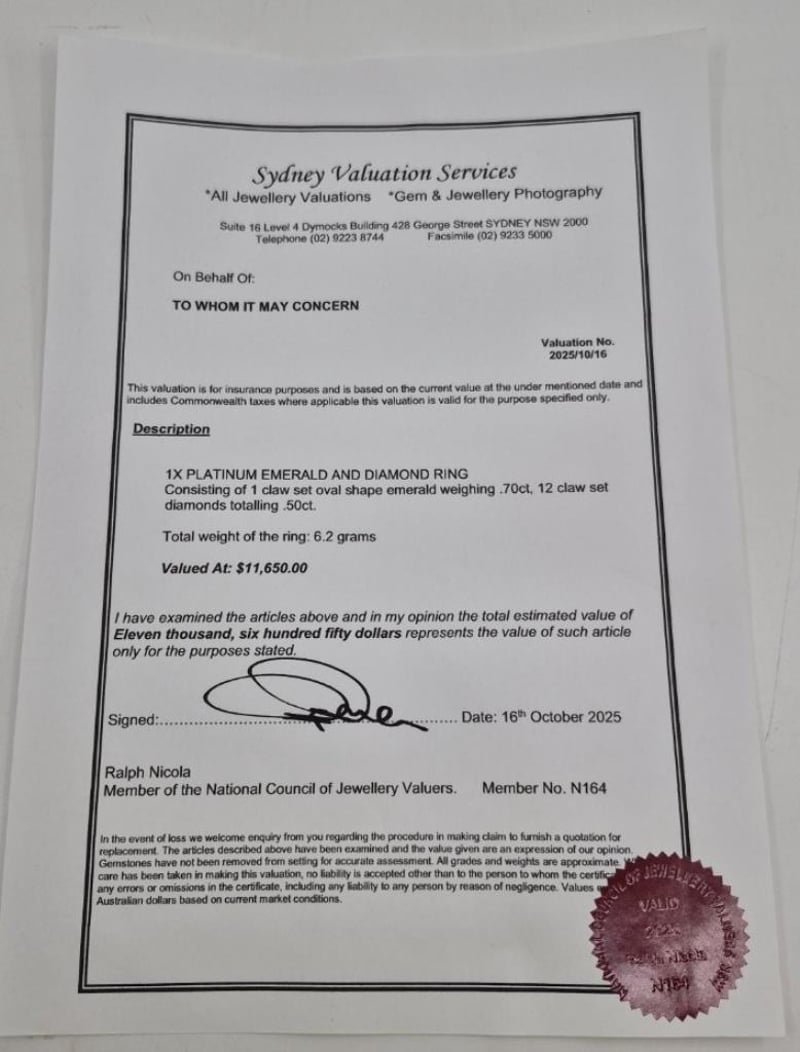 Sydney Valuation Services
*All Jewellery Valuations *Gem & Jewellery Photography
Suite 16 Level 4 Dymocks Building 428 George Street SYDNEY NSW 2000
Telephone (02) 9223 8744 Facsimile (02) 9233 5000
On Behalf Of:
TO WHOM IT MAY CONCERN
Valuation No.
2025/10/16
This valuation is for insurance purposes and is based on the current value at the under mentioned date and
includes Commonwealth taxes where applicable this valuation is valid for the purpose specified only.
Description
1X PLATINUM EMERALD AND DIAMOND RING
Consisting of 1 claw set oval shape emerald weighing .70ct, 12 claw set
diamonds totalling .50ct.
Total weight of the ring: 6.2 grams
Valued At: $11,650.00
I have examined the articles above and in my opinion the total estimated value of
Eleven thousand, six hundred fifty dollars represents the value of such article
only for the purposes stated.
Signed:.......................................... Date: 16th October 2025
Ralph Nicola
Member of the National Council of Jewellery Valuers. Member No. N164
In the event of loss we welcome enquiry from you regarding the procedure in making claim to furnish a quotation for
replacement. The articles described above have been examined and the value given are an expression of our opinion.
Gemstones have not been removed from setting for accurate assessment. All grades and weights are approximate.
care has been taken in making this valuation, no liability is accepted other than to the person to whom the
any errors or omissions in the certificate, including any liability to any person by reason of negligence. Values
Australian dollars based on current market conditions.
COUNCIL OF JEWELLERY VALUERS
VALID
N164